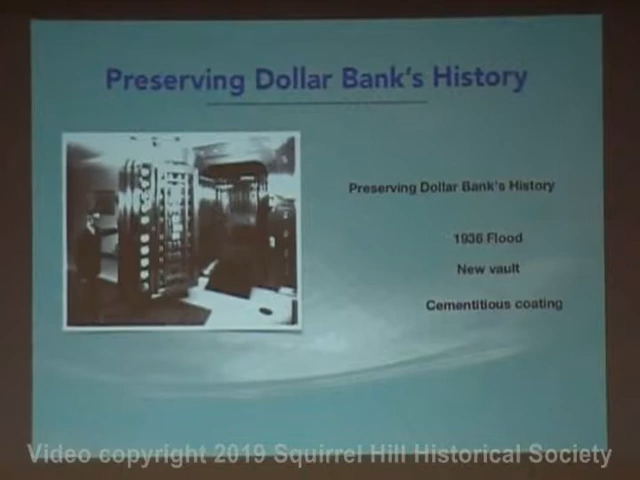 Preserving Dollar Bank's History
Preserving Dollar Bank's History
1936 Flood
New vault
Cementitious coating
Video copyright 2019 Squirrel Hill Historical Society